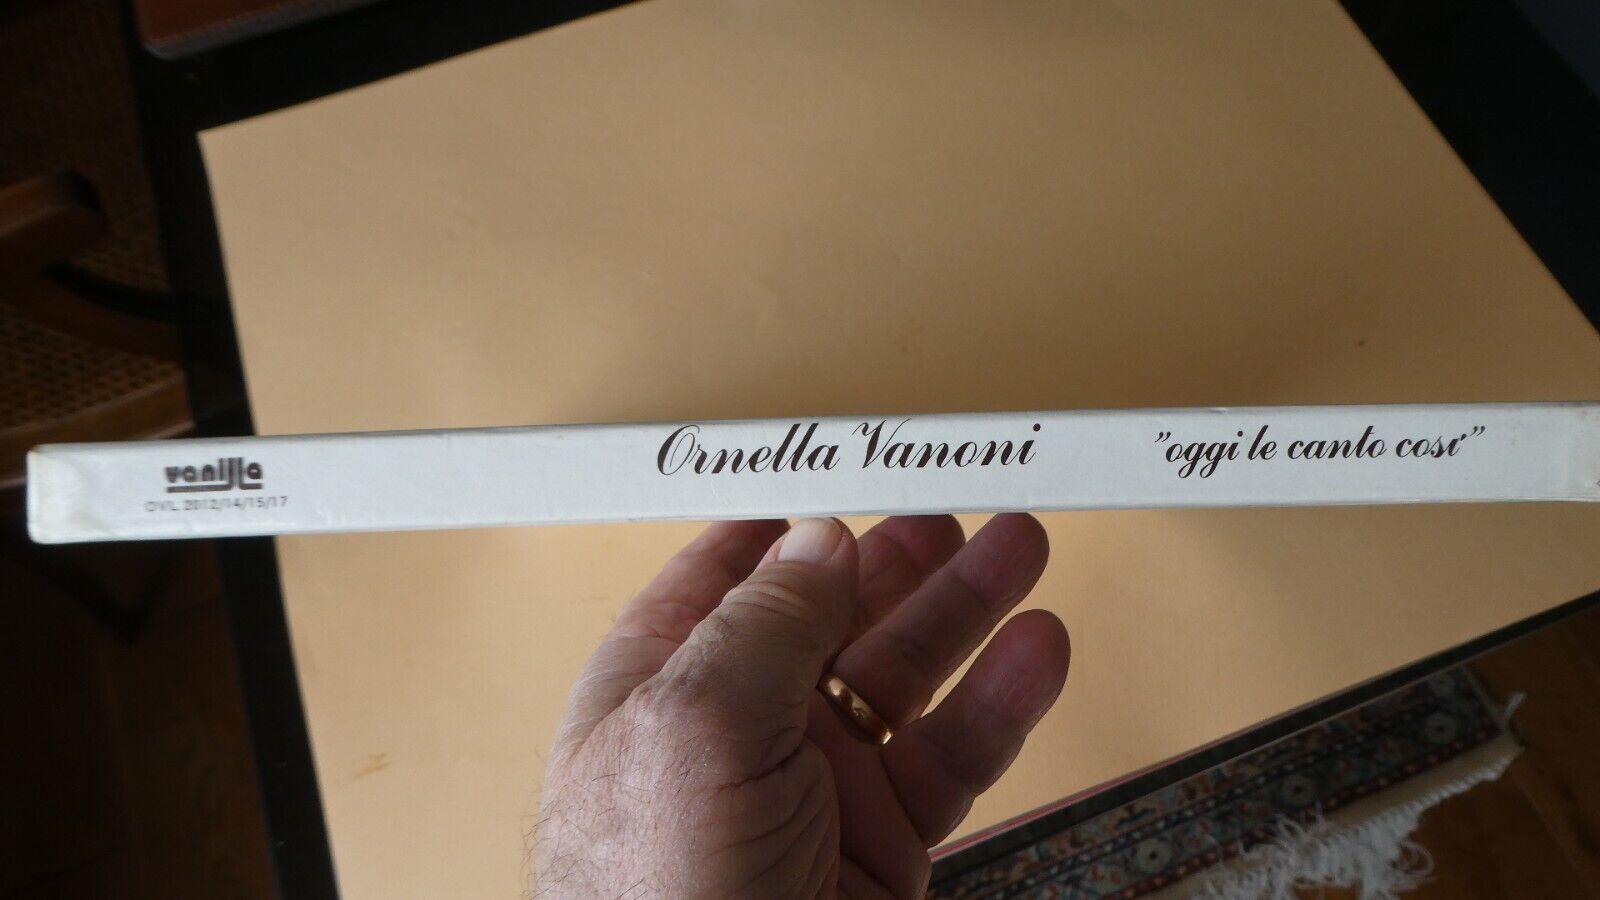 vanilla
OVL 2012/14/15/17
Ornella Vanoni
"oggi le canto così"